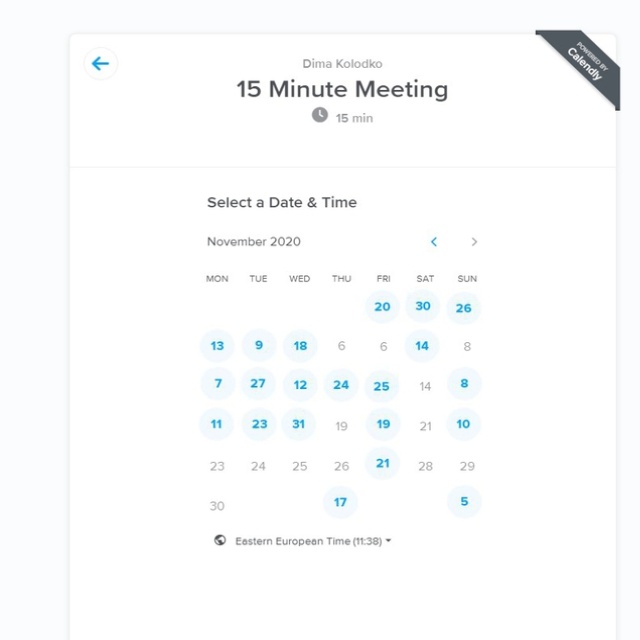 POWERED BY
Calendly
Dima Kolodko
15 Minute Meeting
15 min
Select a Date & Time
November 2020
MON TUE WED THU FRI SAT SUN
20 30 26
13 9 18 6 6 14 8
7 27 12 24 25 14 8
11 23 31 19 19 21 10
23 24 25 26 21 28 29
30 17 5
Eastern European Time (11:38)